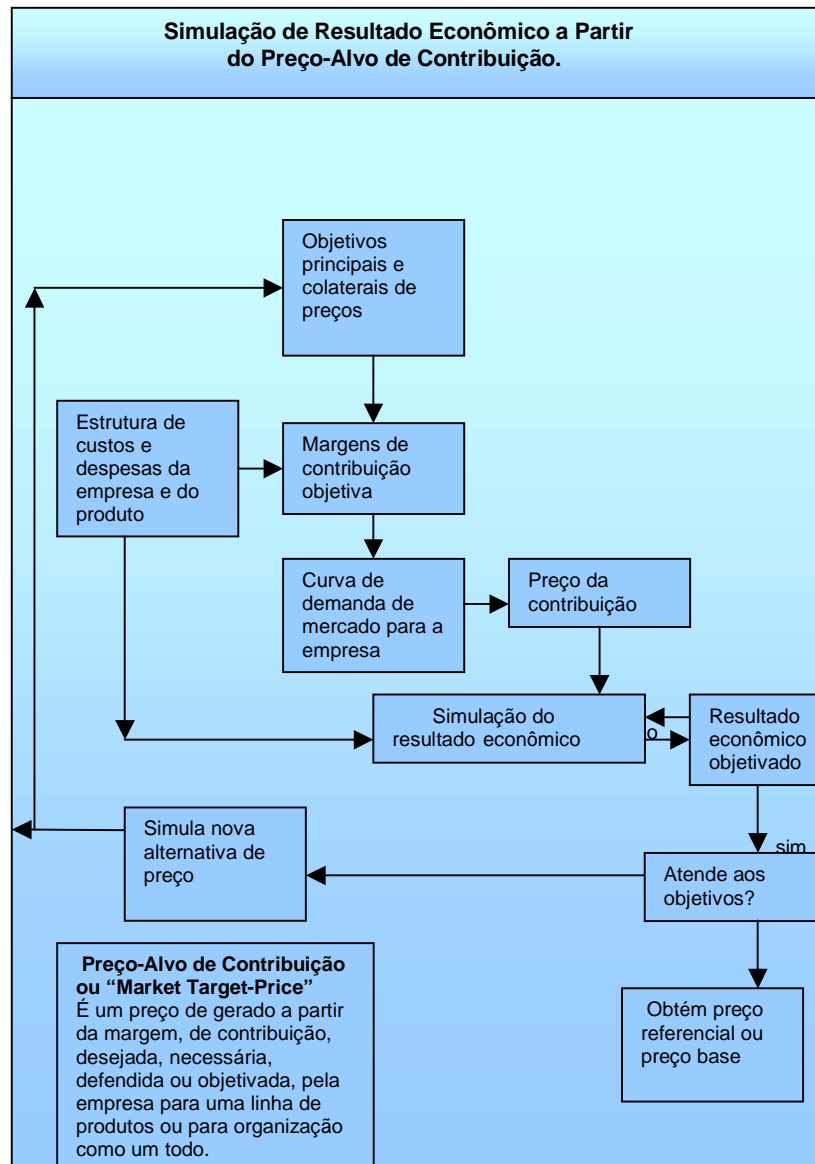 Simulação de Resultado Econômico a Partir
do Preço-Alvo de Contribuição.
Objetivos
principais e
colaterais de
preços
Estrutura de
custos e
despesas da
empresa e do
produto
Margens de
contribuição
objetiva
Curva de
demanda de
mercado para a
empresa
Preço da
contribuição
Simulação do
resultado econômico
o
Resultado
econômico
objetivado
sim
Simula nova
alternativa de
preço
Atende aos
objetivos?
Preço-Alvo de Contribuição
ou “Market Target-Price”
É um preço de gerado a partir
da margem, de contribuição,
desejada, necessária,
defendida ou objetivada, pela
empresa para uma linha de
produtos ou para organização
como um todo.
Obtém preço
referencial ou
preço base